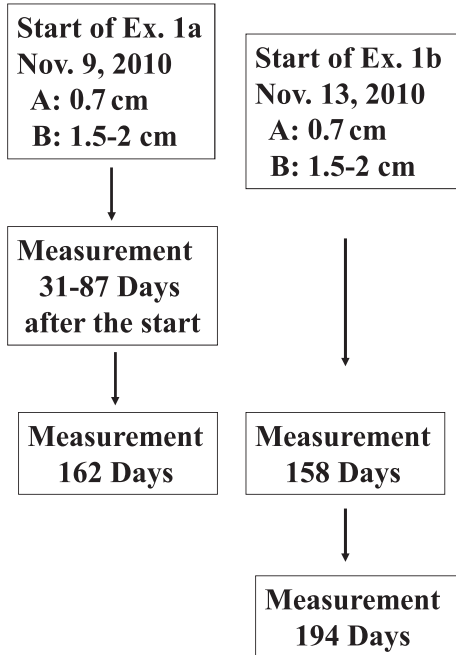 Start of Ex. 1a
Nov. 9, 2010
A: 0.7 cm
B: 1.5-2 cm
Measurement
31-87 Days
after the start
Measurement
162 Days
Start of Ex. 1b
Nov. 13, 2010
A: 0.7 cm
B: 1.5-2 cm
Measurement
158 Days
Measurement
194 Days